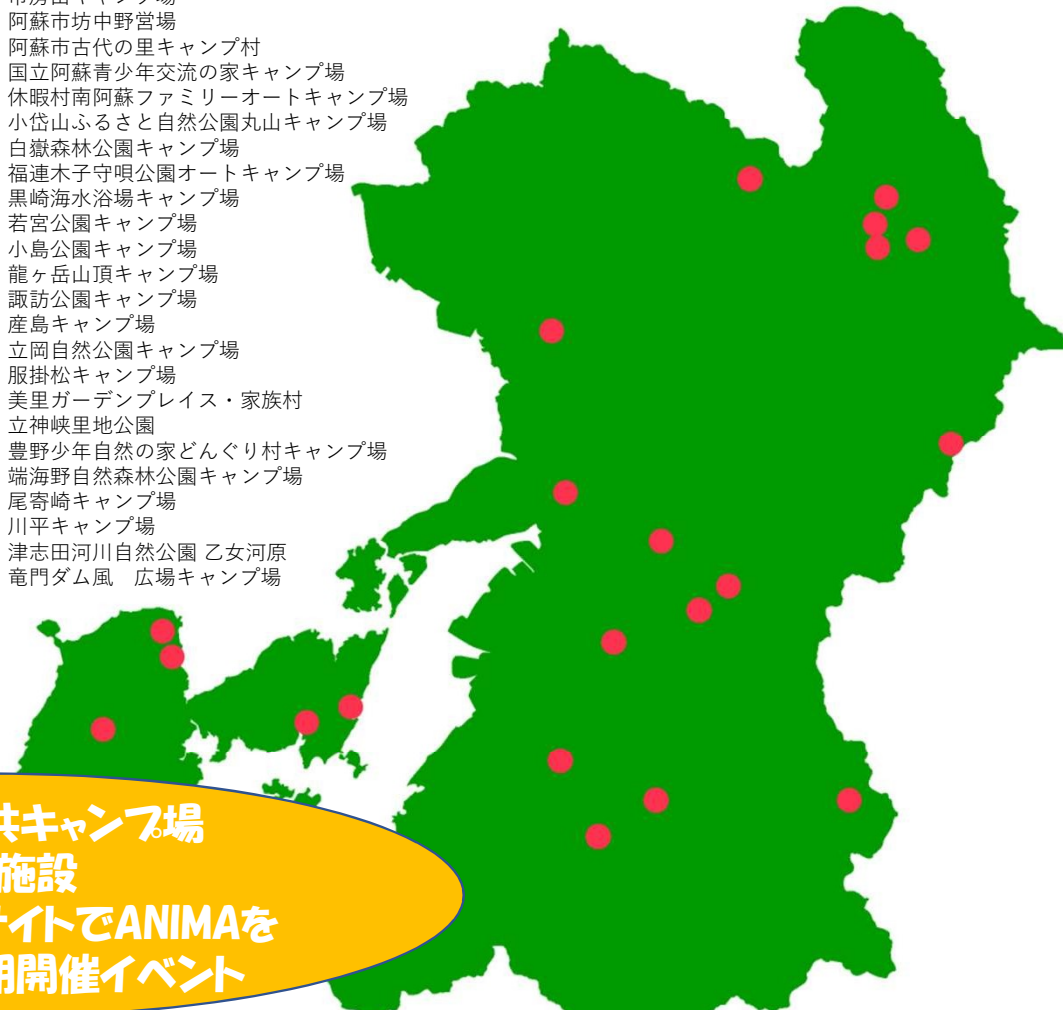 阿蘇市坊中野営場
阿蘇市古代の里キャンプ村
国立阿蘇青少年交流の家キャンプ場
休暇村南阿蘇ファミリーオートキャンプ場
小岱山ふるさと自然公園丸山キャンプ場
白嶽森林公園キャンプ場
福連木子守唄公園オートキャンプ場
黒崎海水浴場キャンプ場
若宮公園キャンプ場
小島公園キャンプ場
龍ヶ岳山頂キャンプ場
諏訪公園キャンプ場
産島キャンプ場
立岡自然公園キャンプ場
服掛松キャンプ場
美里ガーデンプレイス・家族村
立神峡里地公園
豊野少年自然の家どんぐり村キャンプ場
端海野自然森林公園キャンプ場
尾寄崎キャンプ場
川平キャンプ場
津志田河川自然公園 乙女河原
竜門ダム風　広場キャンプ場
共キャンプ場
施設
ナイトでANIMAを
期開催イベント